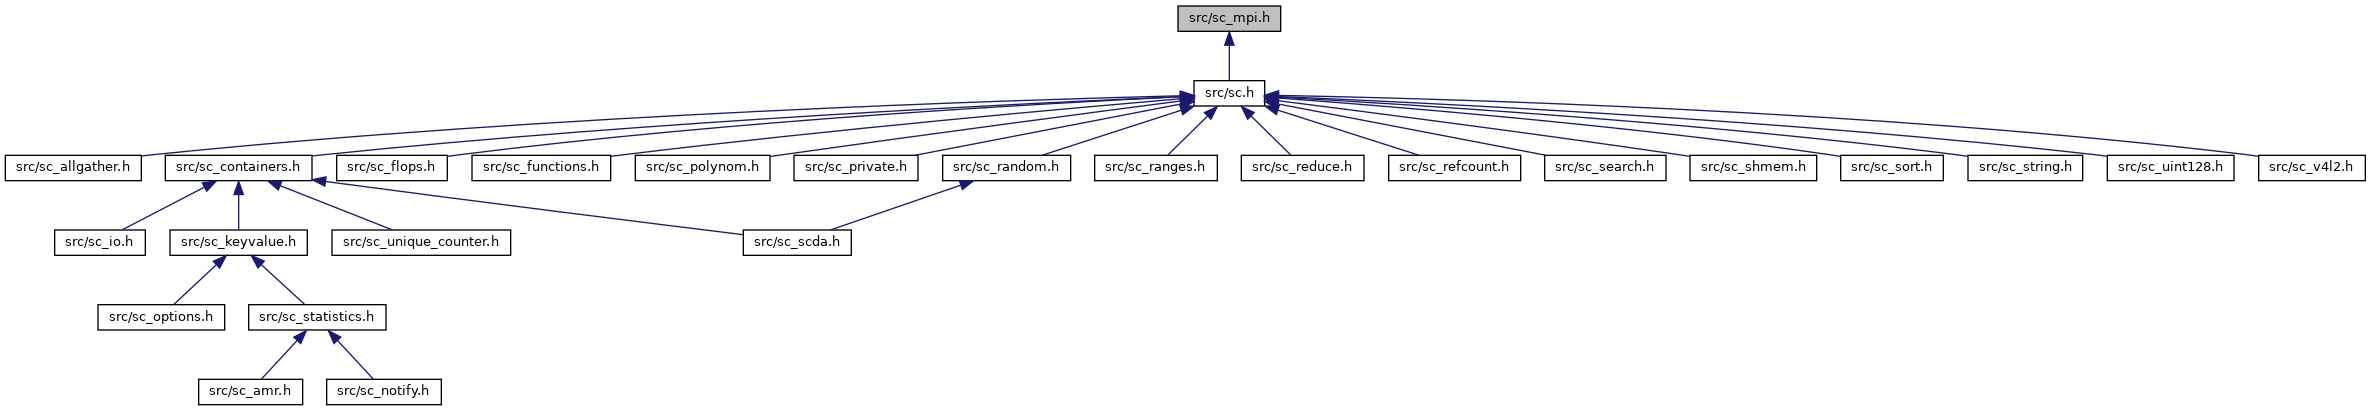 src/sc_mpi.h
src/sc.h
src/sc_allgather.h
src/sc_containers.h
src/sc_flops.h
src/sc_functions.h
src/sc_polynom.h
src/sc_private.h
src/sc_random.h
src/sc_ranges.h
src/sc_reduce.h
src/sc_refcount.h
src/sc_search.h
src/sc_shmem.h
src/sc_sort.h
src/sc_string.h
src/sc_uint128.h
src/sc_v4l2.h
src/sc_io.h
src/sc_keyvalue.h
src/sc_unique_counter.h
src/sc_scda.h
src/sc_options.h
src/sc_statistics.h
src/sc_amr.h
src/sc_notify.h